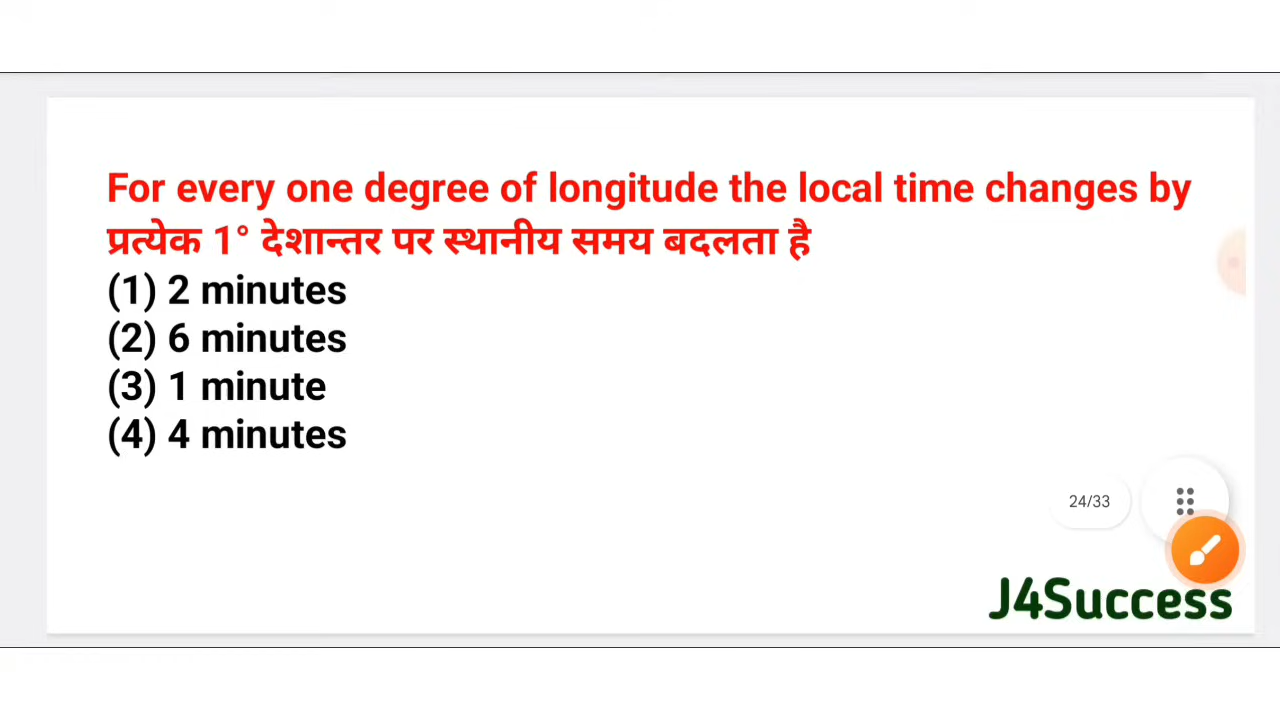 For every one degree of longitude the local time changes by
प्रत्येक 1° देशान्तर पर स्थानीय समय बदलता है
(1) 2 minutes
(2) 6 minutes
(3) 1 minute
(4) 4 minutes
24/33
J4Success